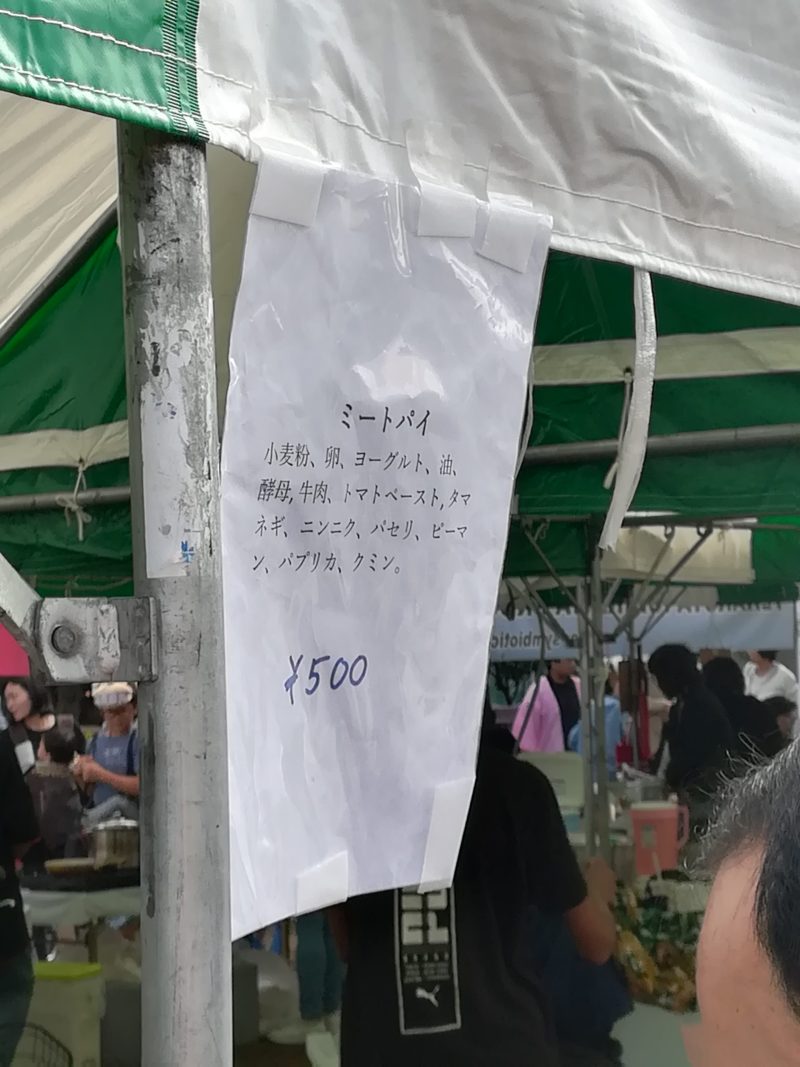 ミートパイ
小麦粉、卵、ヨーグルト、油、
酵母, 牛肉、トマトペースト, タマ
ネギ、ニンニク、パセリ、ピーマ
ン、パプリカ、クミン。
¥500
symbiotic